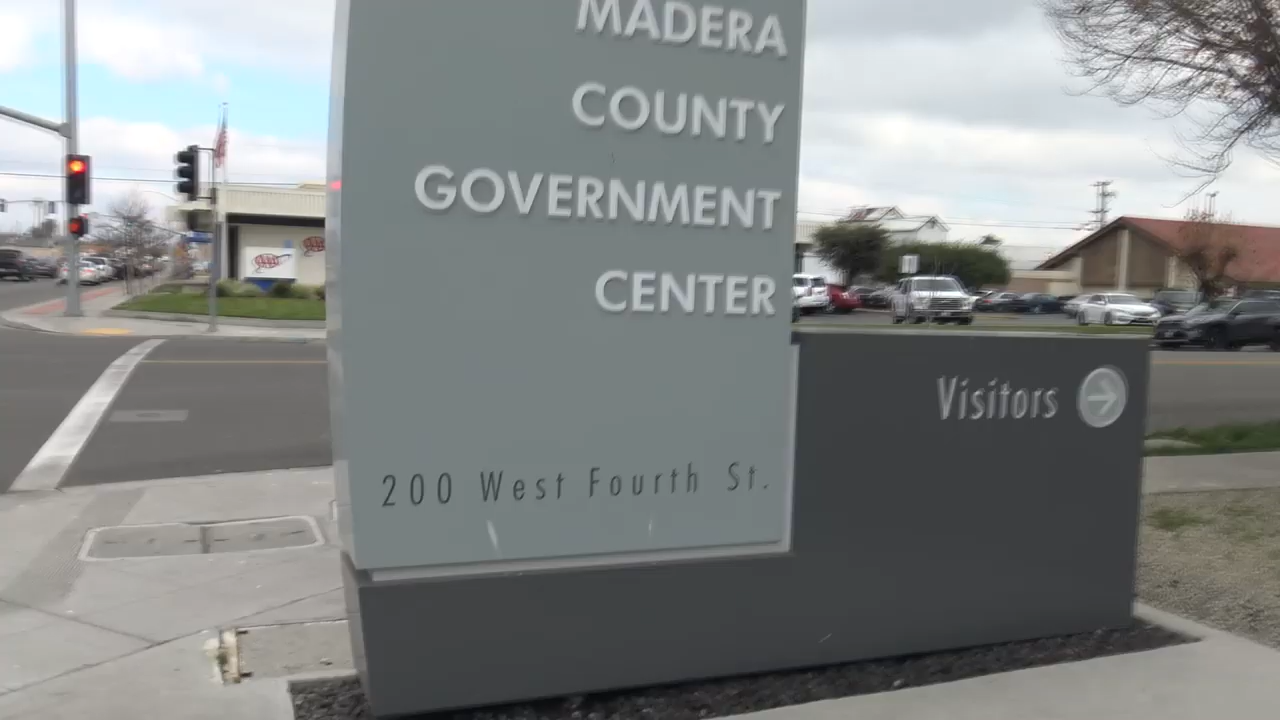 MADERA
COUNTY
GOVERNMENT
CENTER
Visitors
200 West Fourth St.